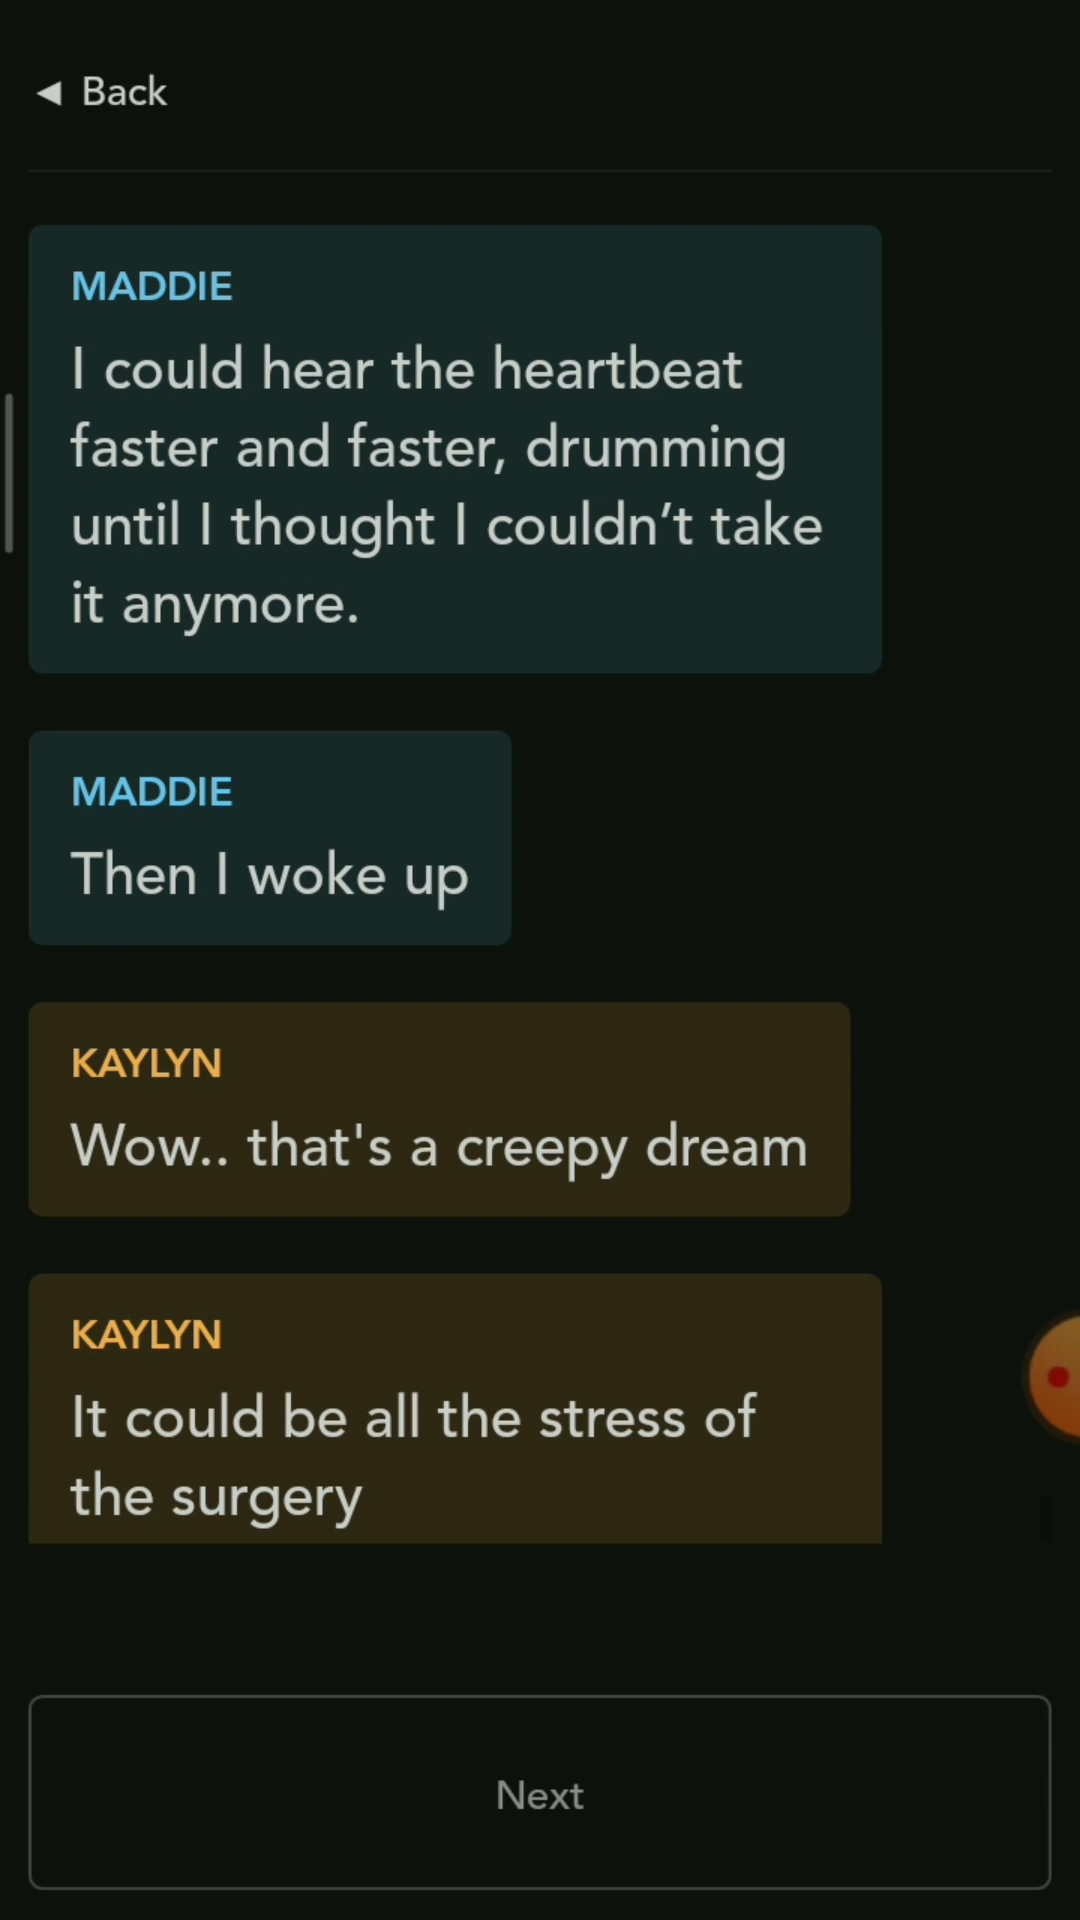 Back
MADDIE
I could hear the heartbeat
faster and faster, drumming
until I thought I couldn’t take
it anymore.
MADDIE
Then I woke up
KAYLYN
Wow.. that's a creepy dream
KAYLYN
It could be all the stress of
the surgery
Next